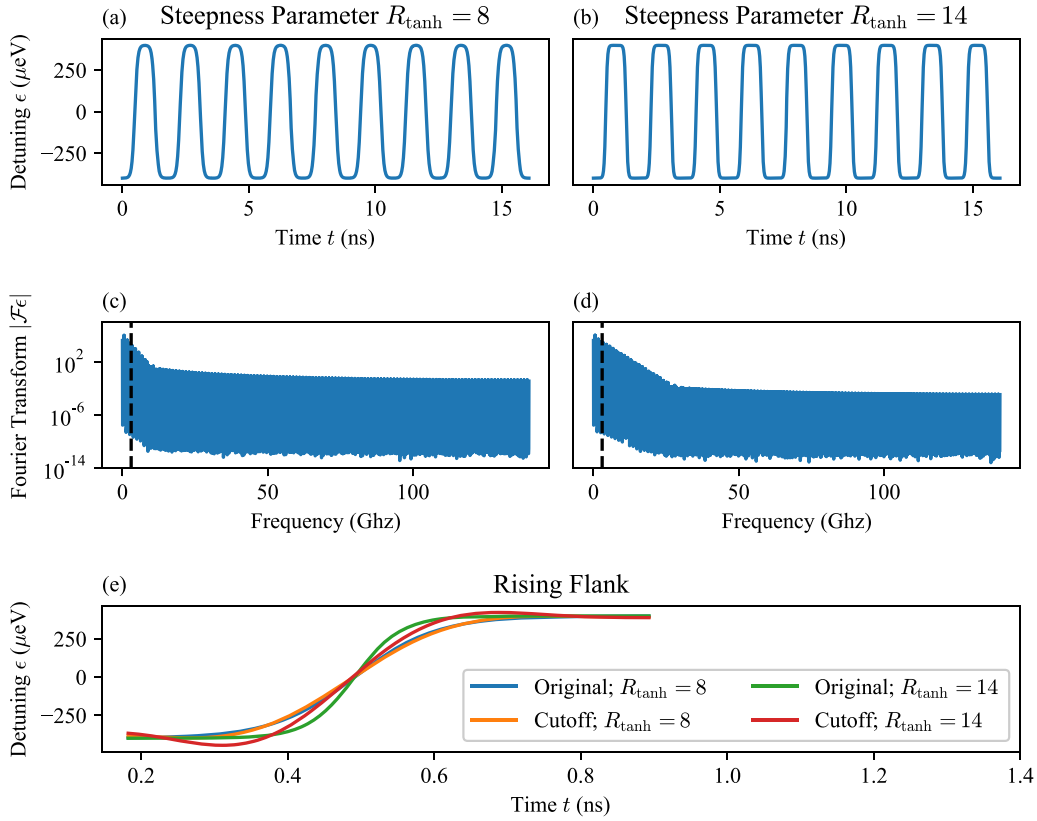 (a) Steepness Parameter R_tanh = 8
(b) Steepness Parameter R_tanh = 14
Detuning ϵ (μeV)
250
0
−250
0 5 10 15
0 5 10 15
Time t (ns)
Time t (ns)
(c)
(d)
Fourier Transform |ℱϵ|
10^2
10^-6
10^-14
0 50 100
0 50 100
Frequency (Ghz)
Frequency (Ghz)
(e) Rising Flank
Detuning ϵ (μeV)
250
0
−250
Original; R_tanh = 8
Original; R_tanh = 14
Cutoff; R_tanh = 8
Cutoff; R_tanh = 14
0.2 0.4 0.6 0.8 1.0 1.2 1.4
Time t (ns)